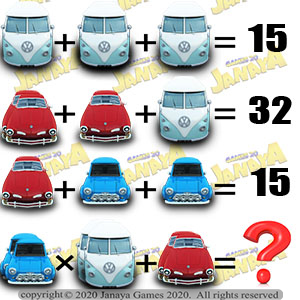 + + = 15
+ + = 32
+ + = 15
× + = ?
copyright © 2020 Janaya Games 2020. All rights reserved